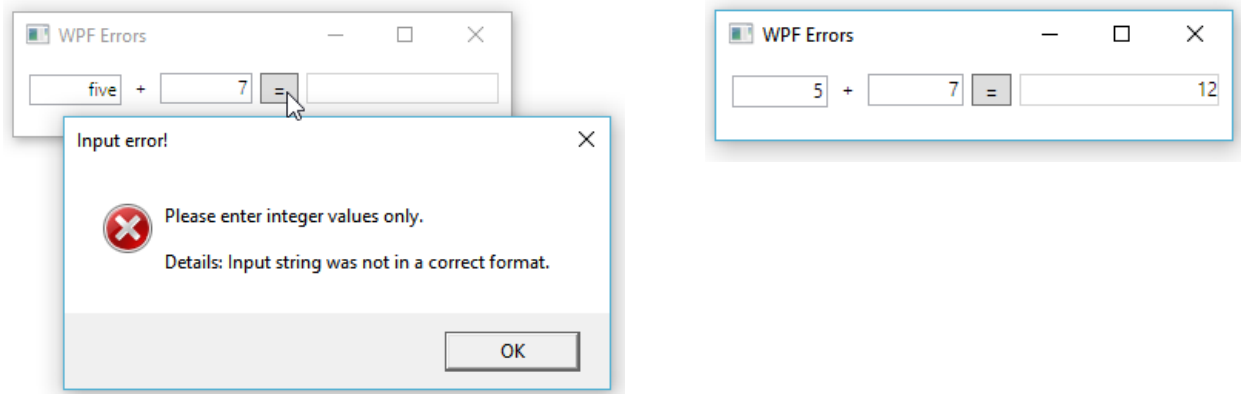 WPF Errors
five + 7 =
Input error!
Please enter integer values only.
Details: Input string was not in a correct format.
OK
WPF Errors
5 + 7 = 12